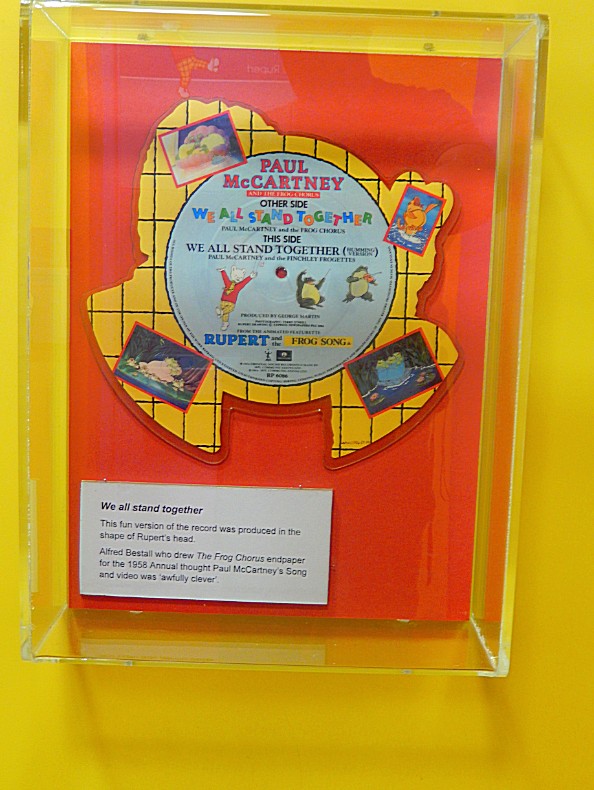 PAUL
McCARTNEY
AND THE FROG CHORUS
OTHER SIDE
WE ALL STAND TOGETHER
PAUL McCARTNEY and the FROG CHORUS
THIS SIDE
WE ALL STAND TOGETHER (HUMMING VERSION)
PAUL McCARTNEY and the FINCHLEY FROGETTES
PRODUCED BY GEORGE MARTIN
FROM THE ANIMATED FEATURETTE
RUPERT and the FROG SONG
RP 6086
We all stand together
This fun version of the record was produced in the
shape of Rupert's head.
Alfred Bestall who drew The Frog Chorus endpaper
for the 1958 Annual thought Paul McCartney's Song
and video was 'awfully clever'.